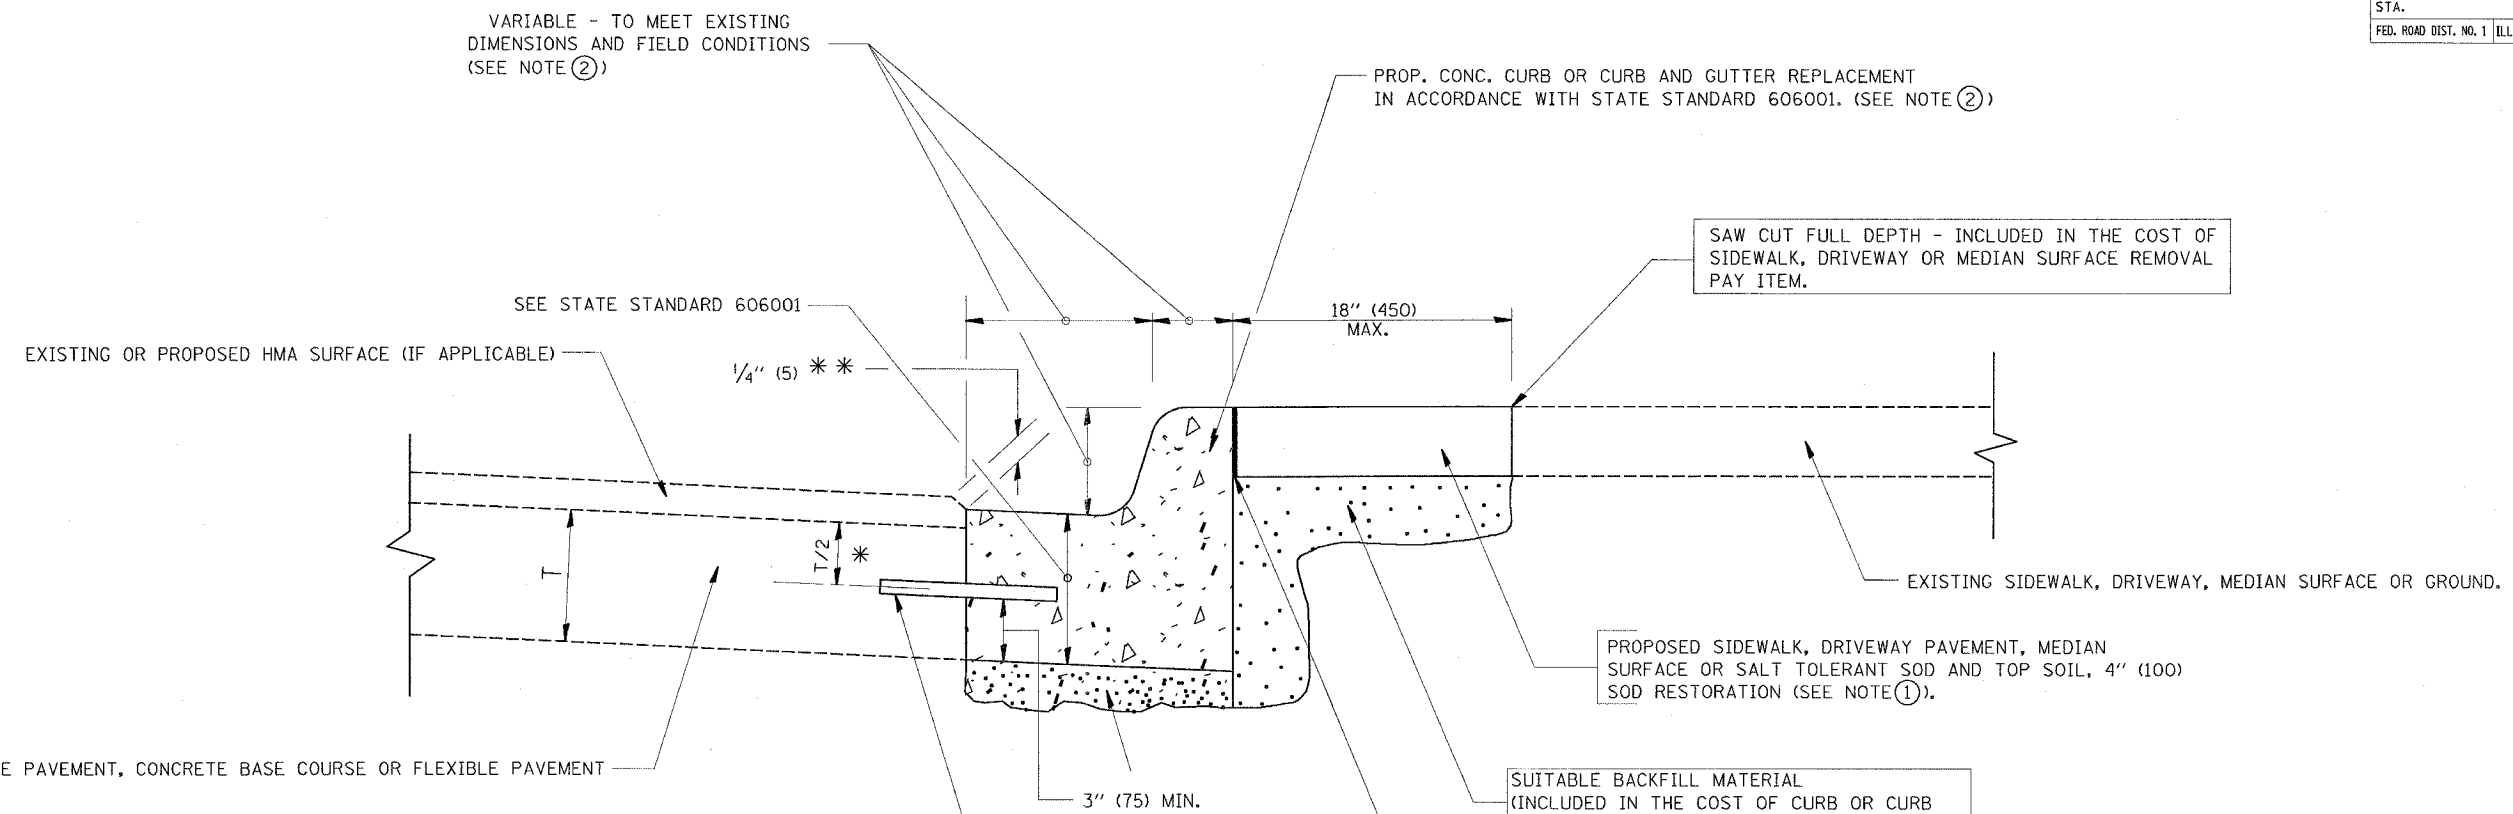 STA.
FED. ROAD DIST. NO. 1 ILL
VARIABLE - TO MEET EXISTING
DIMENSIONS AND FIELD CONDITIONS
(SEE NOTE ②)
PROP. CONC. CURB OR CURB AND GUTTER REPLACEMENT
IN ACCORDANCE WITH STATE STANDARD 606001. (SEE NOTE ②)
SAW CUT FULL DEPTH - INCLUDED IN THE COST OF
SIDEWALK, DRIVEWAY OR MEDIAN SURFACE REMOVAL
PAY ITEM.
SEE STATE STANDARD 606001
18" (450)
MAX.
EXISTING OR PROPOSED HMA SURFACE (IF APPLICABLE)
1/4" (5) * *
T
T/2 *
EXISTING SIDEWALK, DRIVEWAY, MEDIAN SURFACE OR GROUND.
PROPOSED SIDEWALK, DRIVEWAY PAVEMENT, MEDIAN
SURFACE OR SALT TOLERANT SOD AND TOP SOIL, 4" (100)
SOD RESTORATION (SEE NOTE ①).
E PAVEMENT, CONCRETE BASE COURSE OR FLEXIBLE PAVEMENT
3" (75) MIN.
SUITABLE BACKFILL MATERIAL
(INCLUDED IN THE COST OF CURB OR CURB